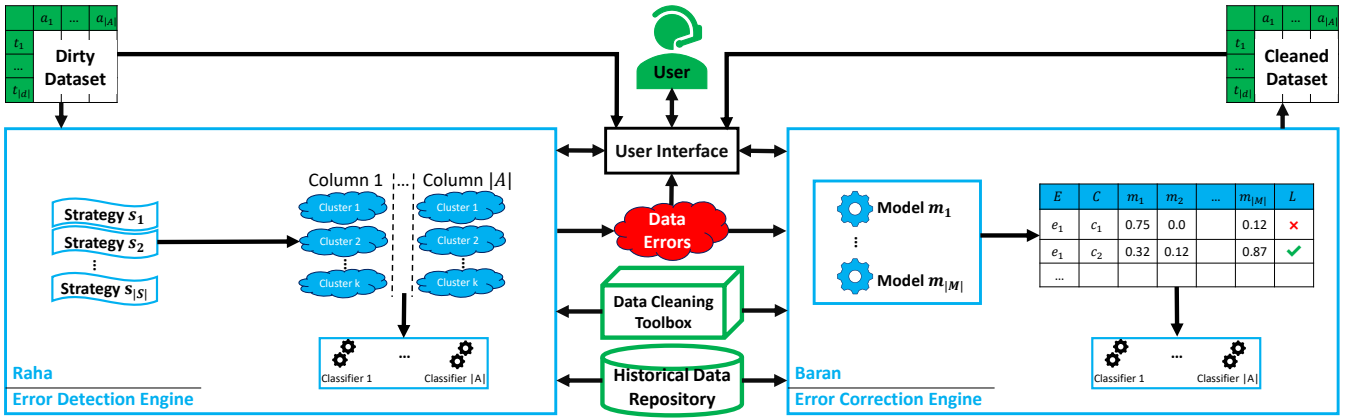 a₁ … a|A|
t₁
…
t|d|
Dirty
Dataset
User
a₁ … a|A|
t₁
…
t|d|
Cleaned
Dataset
User Interface
Column 1 … Column |A|
Strategy s₁
Strategy s₂
⋮
Strategy s|S|
Cluster 1
Cluster 2
Cluster k
Cluster 1
Cluster 2
Cluster k
Classifier 1 … Classifier |A|
Raha
Error Detection Engine
Data
Errors
Data Cleaning
Toolbox
Historical Data
Repository
Model m₁
⋮
Model m|M|
E C m₁ m₂ … m|M| L
e₁ c₁ 0.75 0.0 0.12 ×
e₁ c₂ 0.32 0.12 0.87 ✓
…
Classifier 1 … Classifier |A|
Baran
Error Correction Engine